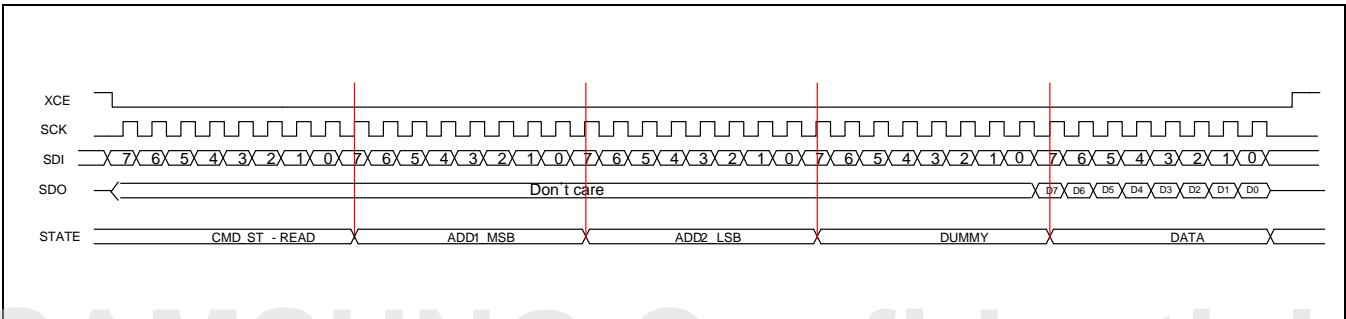 XCE
SCK
SDI 7 6 5 4 3 2 1 0 7 6 5 4 3 2 1 0 7 6 5 4 3 2 1 0 7 6 5 4 3 2 1 0 7 6 5 4 3 2 1 0
SDO Don't care D7 D6 D5 D4 D3 D2 D1 D0
STATE CMD ST - READ ADD1 MSB ADD2 LSB DUMMY DATA